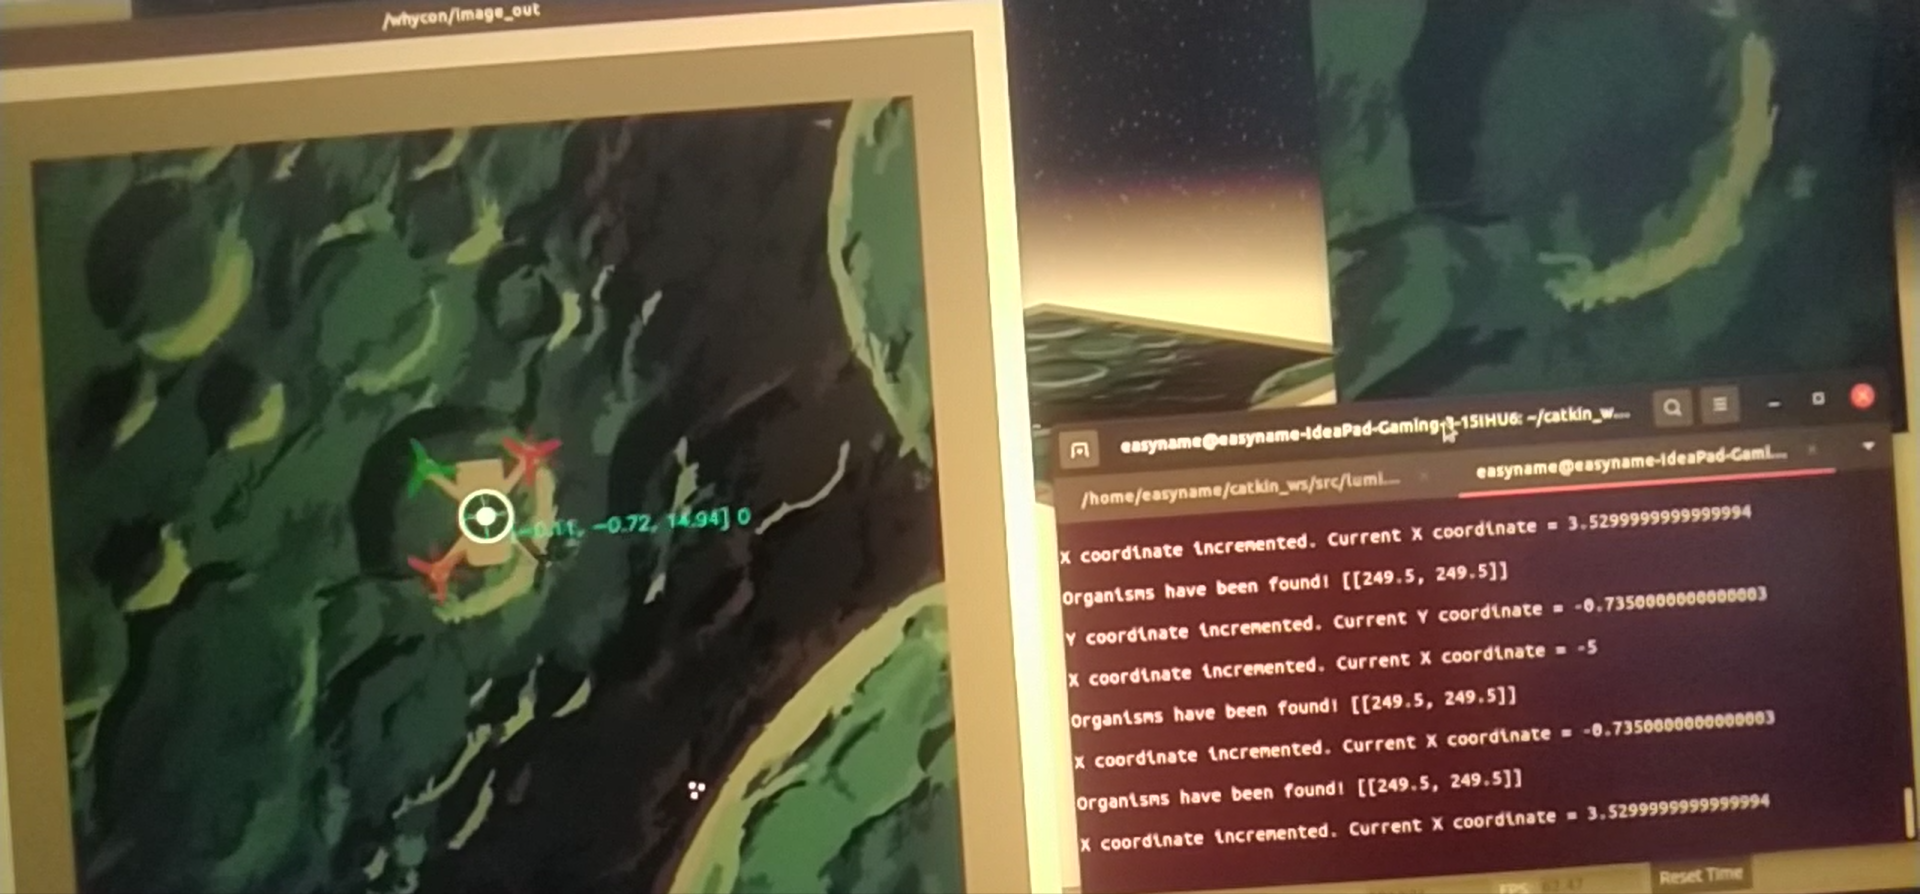 /whycon/image_out
-0.11, -0.72, 14.94] 0
easyname@easyname-IdeaPad-Gaming-3-15IHU6: ~/catkin_w...
/home/easyname/catkin_ws/src/lumi...
easyname@easyname-IdeaPad-Gami...
X coordinate incremented. Current X coordinate = 3.5299999999999994
Organisms have been found! [[249.5, 249.5]]
Y coordinate incremented. Current Y coordinate = -0.7350000000000003
X coordinate incremented. Current X coordinate = -5
Organisms have been found! [[249.5, 249.5]]
X coordinate incremented. Current X coordinate = -0.7350000000000003
Organisms have been found! [[249.5, 249.5]]
X coordinate incremented. Current X coordinate = 3.5299999999999994
FPS: 62.47
Reset Time